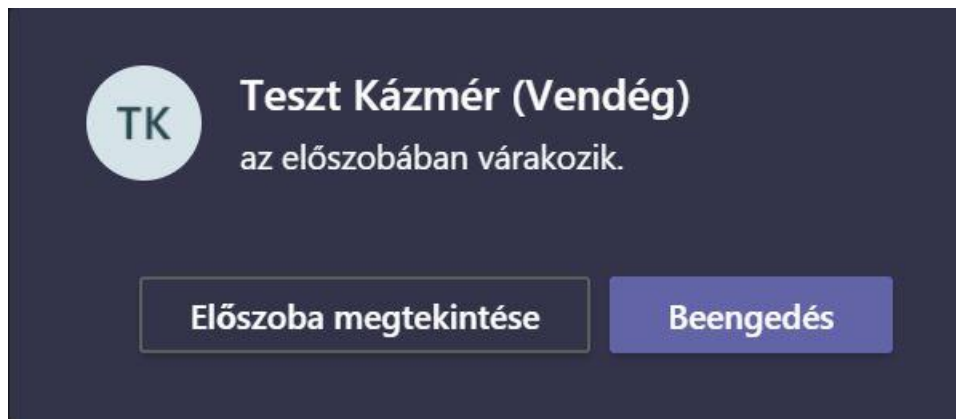 TK
Teszt Kázmér (Vendég)
az előszobában várakozik.
Előszoba megtekintése
Beengedés